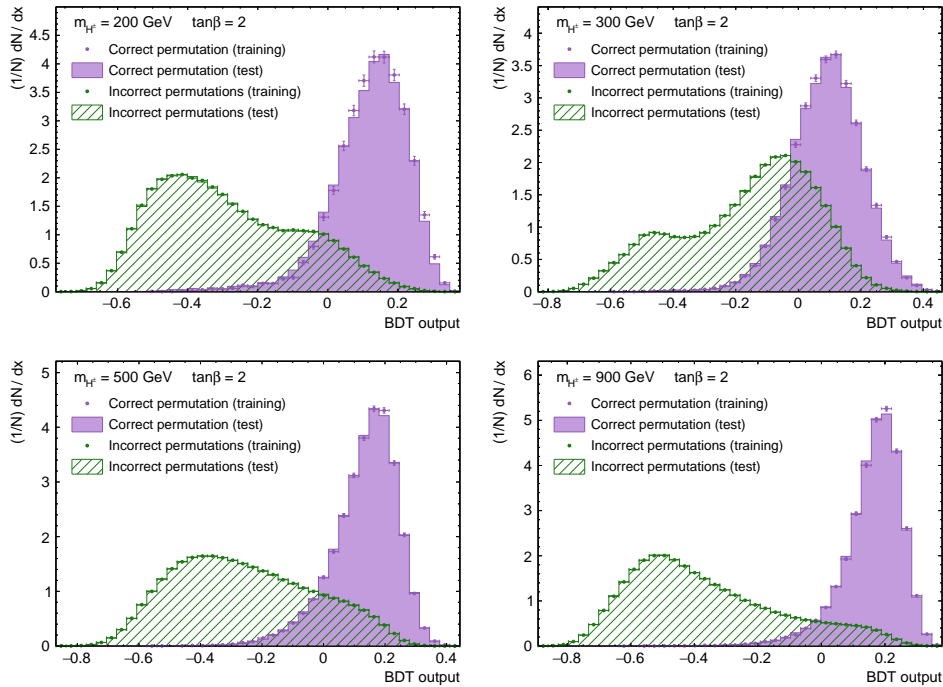 m_H± = 200 GeV tanβ = 2
(1/N) dN / dx
Correct permutation (training)
Correct permutation (test)
Incorrect permutations (training)
Incorrect permutations (test)
4.5
4
3.5
3
2.5
2
1.5
1
0.5
0
−0.6 −0.4 −0.2 0 0.2
BDT output
m_H± = 300 GeV tanβ = 2
(1/N) dN / dx
Correct permutation (training)
Correct permutation (test)
Incorrect permutations (training)
Incorrect permutations (test)
4
3.5
3
2.5
2
1.5
1
0.5
0
−0.8 −0.6 −0.4 −0.2 0 0.2 0.4
BDT output
m_H± = 500 GeV tanβ = 2
(1/N) dN / dx
Correct permutation (training)
Correct permutation (test)
Incorrect permutations (training)
Incorrect permutations (test)
5
4
3
2
1
0
−0.8 −0.6 −0.4 −0.2 0 0.2 0.4
BDT output
m_H± = 900 GeV tanβ = 2
(1/N) dN / dx
Correct permutation (training)
Correct permutation (test)
Incorrect permutations (training)
Incorrect permutations (test)
6
5
4
3
2
1
0
−0.8 −0.6 −0.4 −0.2 0 0.2
BDT output